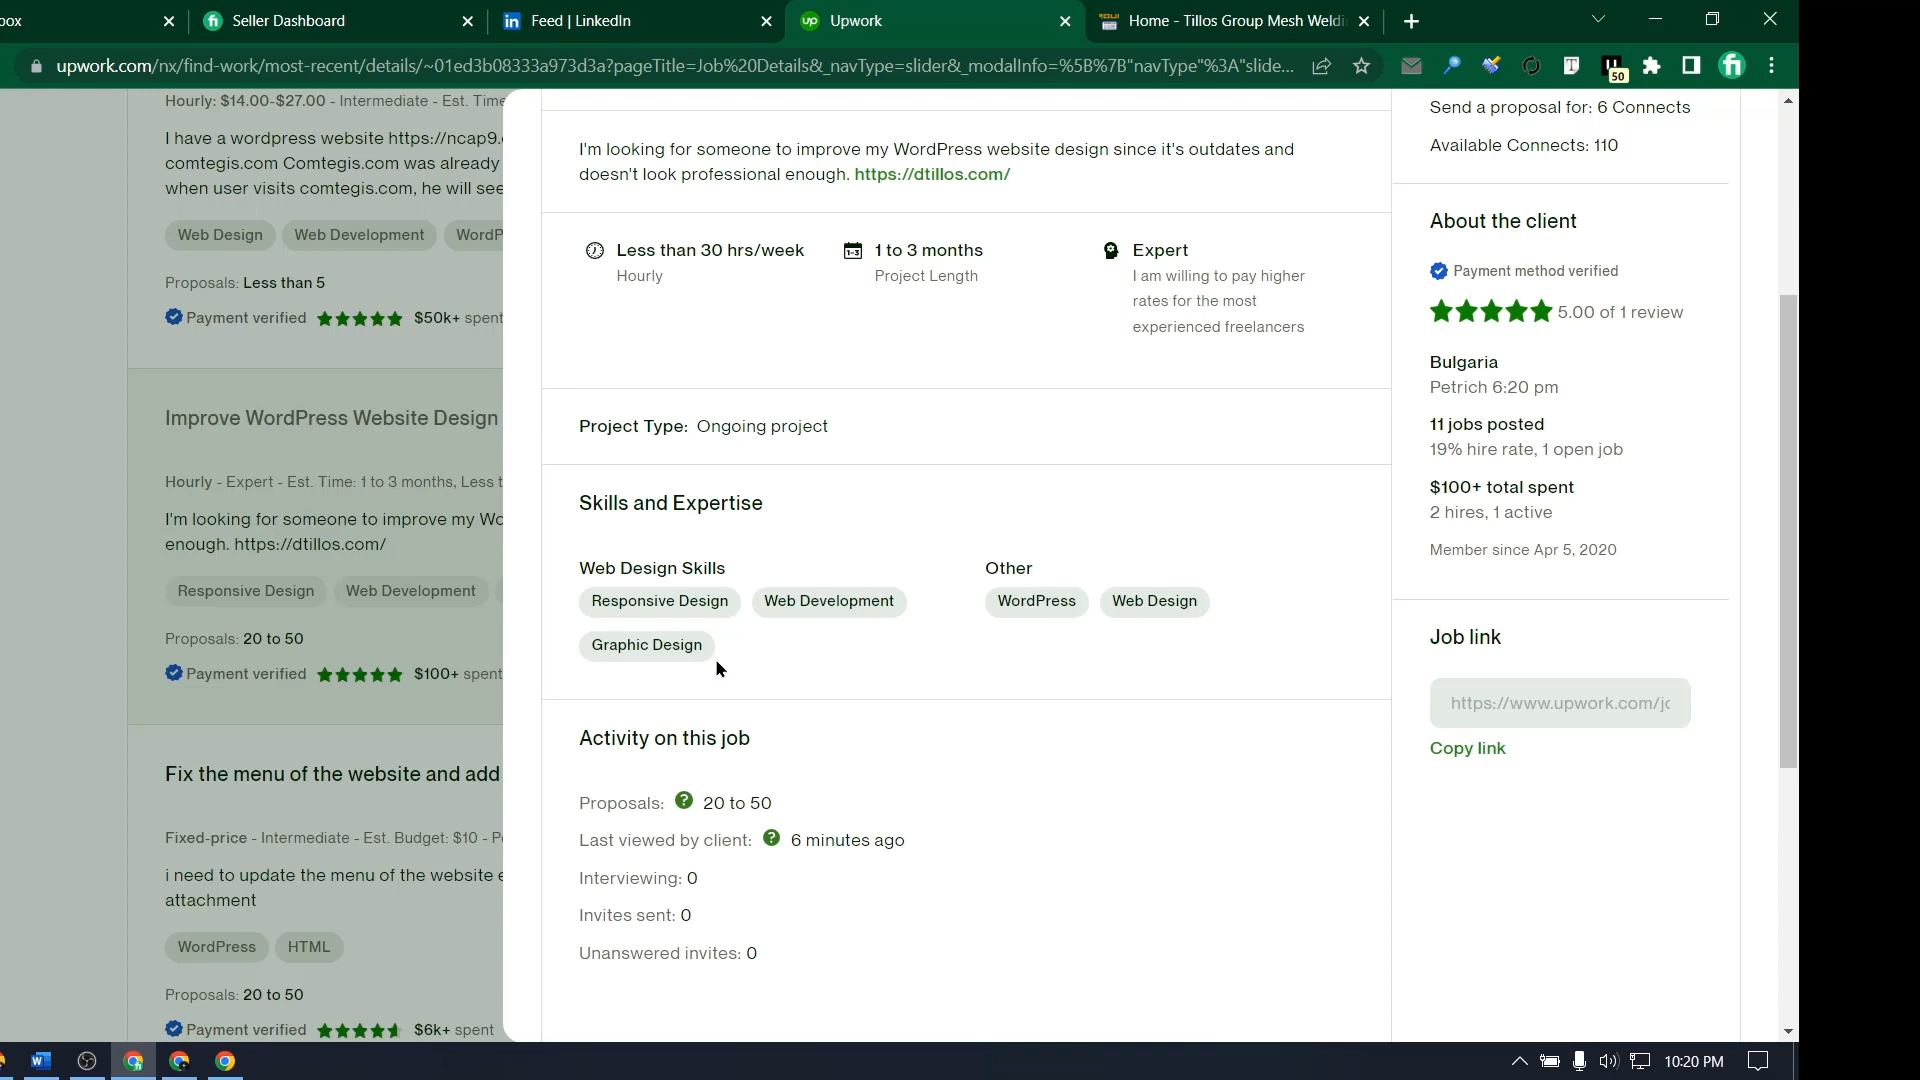 ox
Seller Dashboard
Feed | LinkedIn
Upwork
Home - Tillos Group Mesh Weldi
upwork.com/nx/find-work/most-recent/details/~01ed3b08333a973d3a?pageTitle=Job%20Details&_navType=slider&_modalInfo=%5B%7B"navType"%3A"slide...
50
Hourly: $14.00-$27.00 - Intermediate - Est. Time
I have a wordpress website https://ncap9.
comtegis.com Comtegis.com was already
when user visits comtegis.com, he will see
Web Design
Web Development
WordP
Proposals: Less than 5
Payment verified
$50k+ spent
Improve WordPress Website Design
Hourly - Expert - Est. Time: 1 to 3 months, Less t
I'm looking for someone to improve my Wo
enough. https://dtillos.com/
Responsive Design
Web Development
Proposals: 20 to 50
Payment verified
$100+ spent
Fix the menu of the website and add
Fixed-price - Intermediate - Est. Budget: $10 - P
i need to update the menu of the website e
attachment
WordPress
HTML
Proposals: 20 to 50
Payment verified
$6k+ spent
I'm looking for someone to improve my WordPress website design since it's outdates and
doesn't look professional enough. https://dtillos.com/
Less than 30 hrs/week
Hourly
1-3
1 to 3 months
Project Length
Expert
I am willing to pay higher
rates for the most
experienced freelancers
Project Type: Ongoing project
Skills and Expertise
Web Design Skills
Responsive Design
Web Development
Graphic Design
Other
WordPress
Web Design
Activity on this job
Proposals: ? 20 to 50
Last viewed by client: ? 6 minutes ago
Interviewing: 0
Invites sent: 0
Unanswered invites: 0
Send a proposal for: 6 Connects
Available Connects: 110
About the client
Payment method verified
5.00 of 1 review
Bulgaria
Petrich 6:20 pm
11 jobs posted
19% hire rate, 1 open job
$100+ total spent
2 hires, 1 active
Member since Apr 5, 2020
Job link
https://www.upwork.com/jo
Copy link
10:20 PM